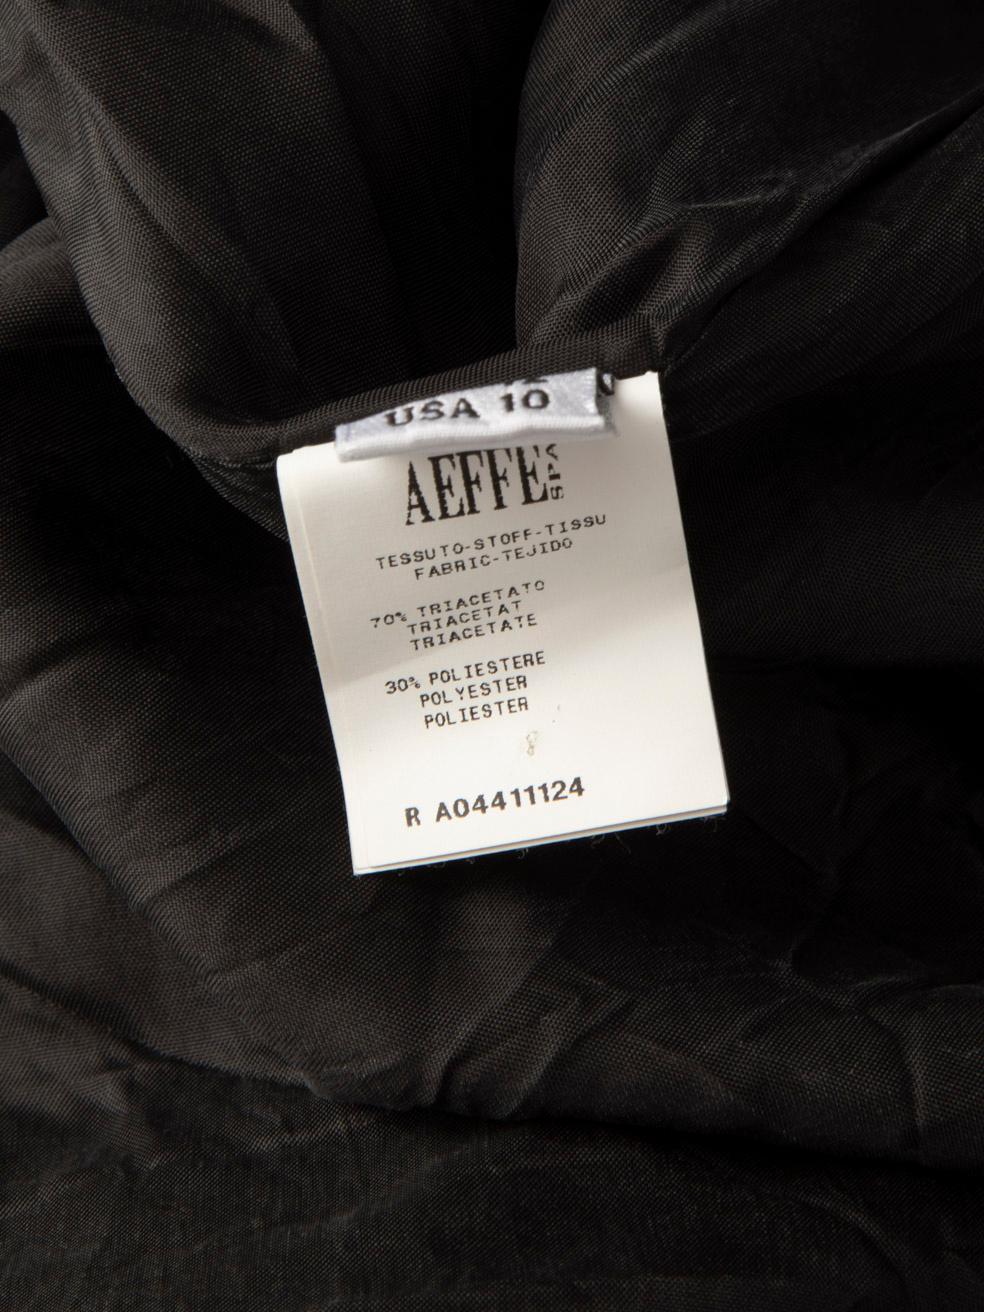 USA 10
AEFFE SPA
TESSUTO-STOFF-TISSU
FABRIC-TEJIDO
70% TRIACETATO
TRIACETAT
TRIACETATE
30% POLIESTERE
POLYESTER
POLIESTER
R A04411124